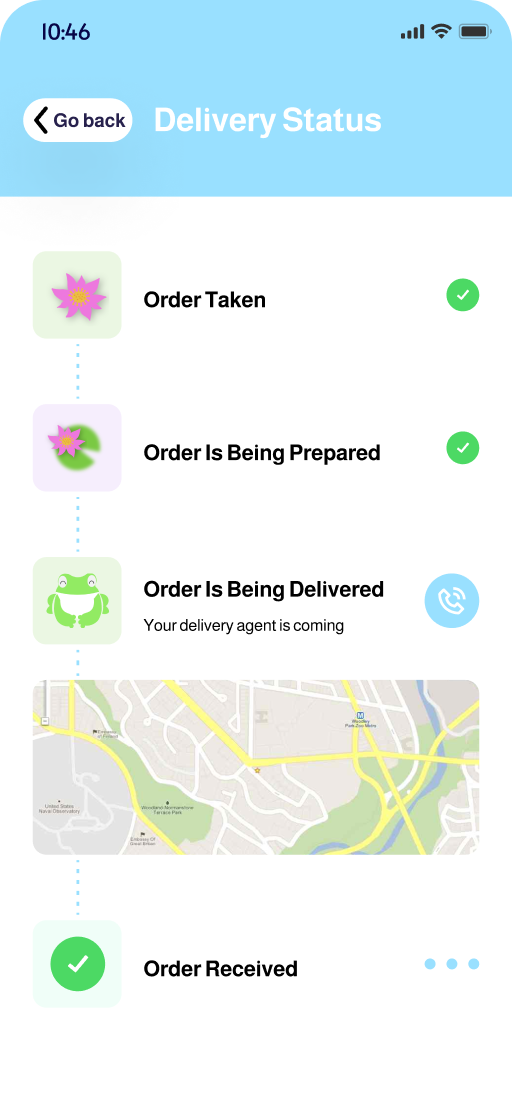 10:46
Go back
Delivery Status
Order Taken
Order Is Being Prepared
Order Is Being Delivered
Your delivery agent is coming
M
Woodley
Park-Zoo Metro
Embassy
of Finland
United States
Naval Observatory
Woodland-Normanstone
Terrace Park
Embassy Of
Great Britain
Order Received